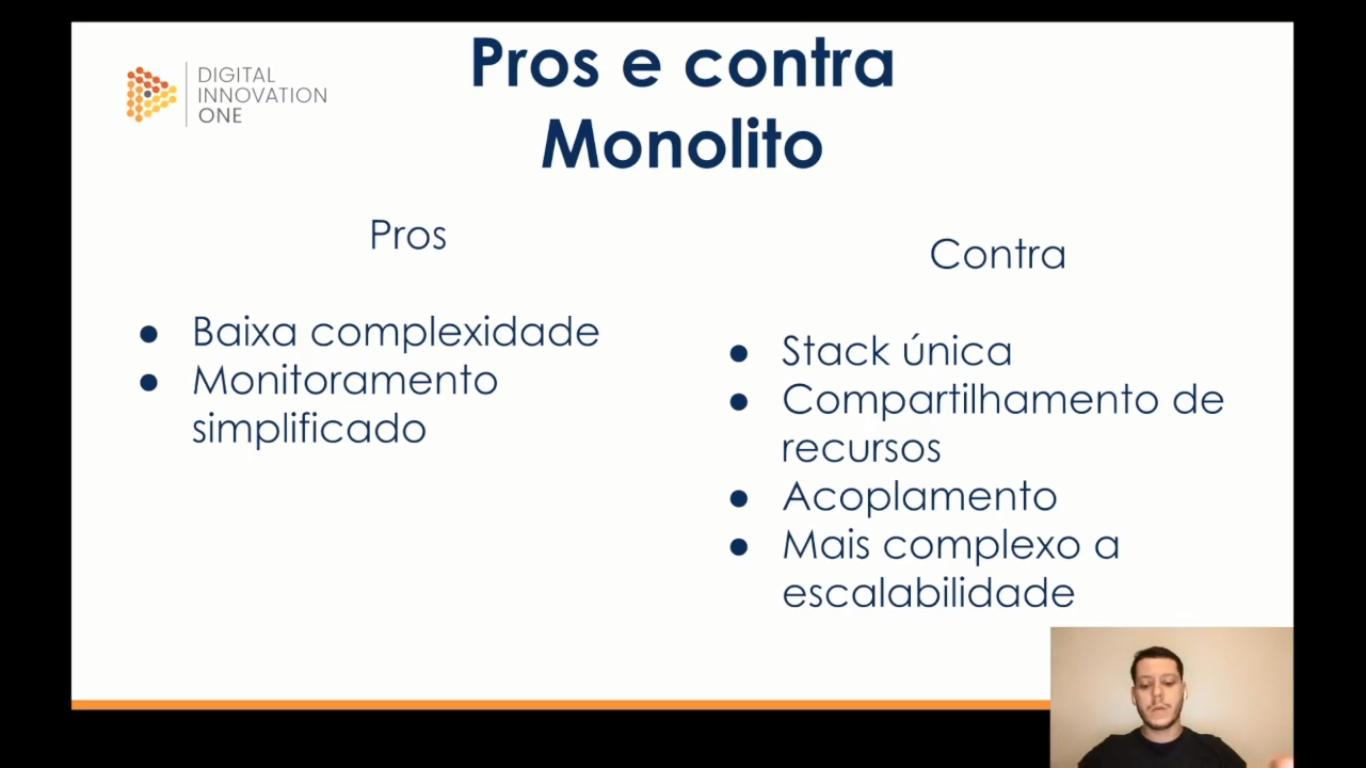 DIGITAL
INNOVATION
ONE
Pros e contra
Monolito
Pros
● Baixa complexidade
● Monitoramento
simplificado
Contra
● Stack única
● Compartilhamento de
recursos
● Acoplamento
● Mais complexo a
escalabilidade